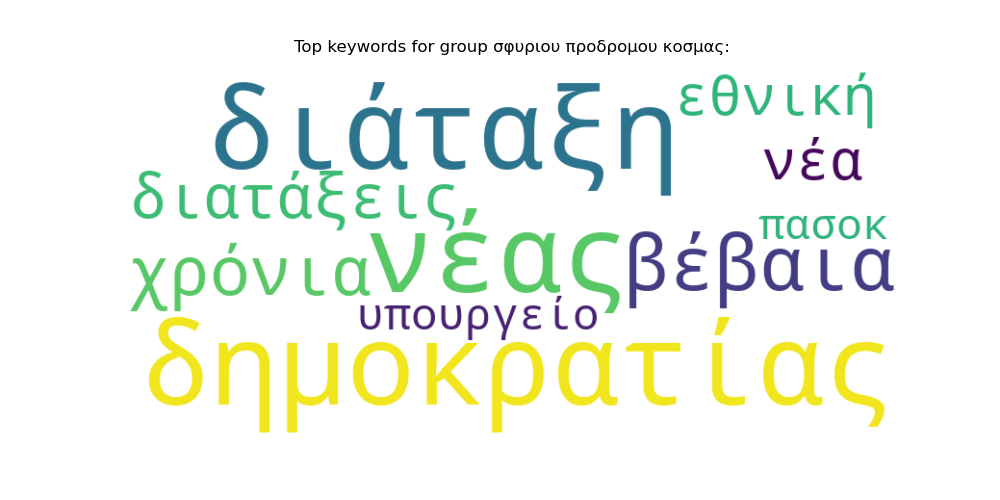 Top keywords for group σφυριου προδρομου κοσμας:
διάταξη
εθνική
νέα
διατάξεις
πασοκ
νέας
βέβαια
χρόνια
υπουργείο
δημοκρατίας